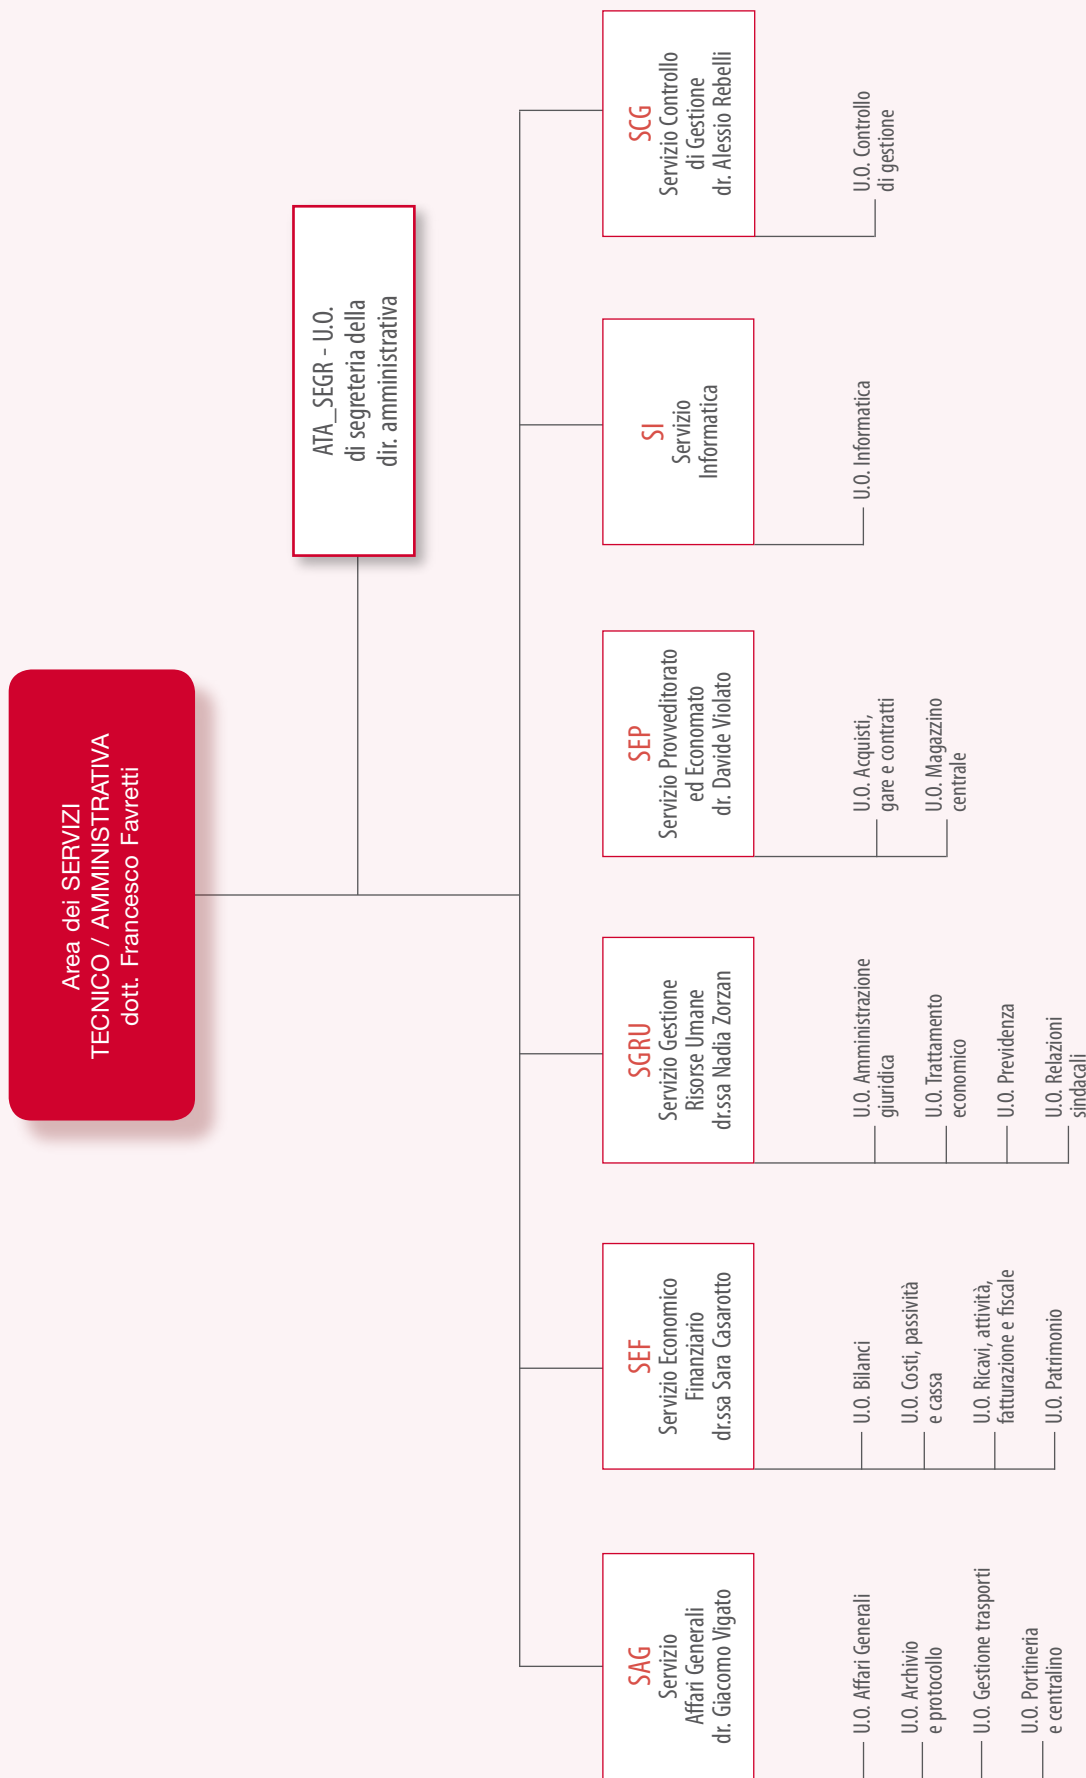 Area dei SERVIZI
TECNICO / AMMINISTRATIVA
dott. Francesco Favretti
ATA_SEGR - U.O.
di segreteria della
dir. amministrativa
SAG
Servizio
Affari Generali
dr. Giacomo Vigato
U.O. Affari Generali
U.O. Archivio
e protocollo
U.O. Gestione trasporti
U.O. Portineria
e centralino
SEF
Servizio Economico
Finanziario
dr.ssa Sara Casarotto
U.O. Bilanci
U.O. Costi, passività
e cassa
U.O. Ricavi, attività,
fatturazione e fiscale
U.O. Patrimonio
SGRU
Servizio Gestione
Risorse Umane
dr.ssa Nadia Zorzan
U.O. Amministrazione
giuridica
U.O. Trattamento
economico
U.O. Previdenza
U.O. Relazioni
sindacali
SEP
Servizio Provveditorato
ed Economato
dr. Davide Violato
U.O. Acquisti,
gare e contratti
U.O. Magazzino
centrale
SI
Servizio
Informatica
U.O. Informatica
SCG
Servizio Controllo
di Gestione
dr. Alessio Rebelli
U.O. Controllo
di gestione